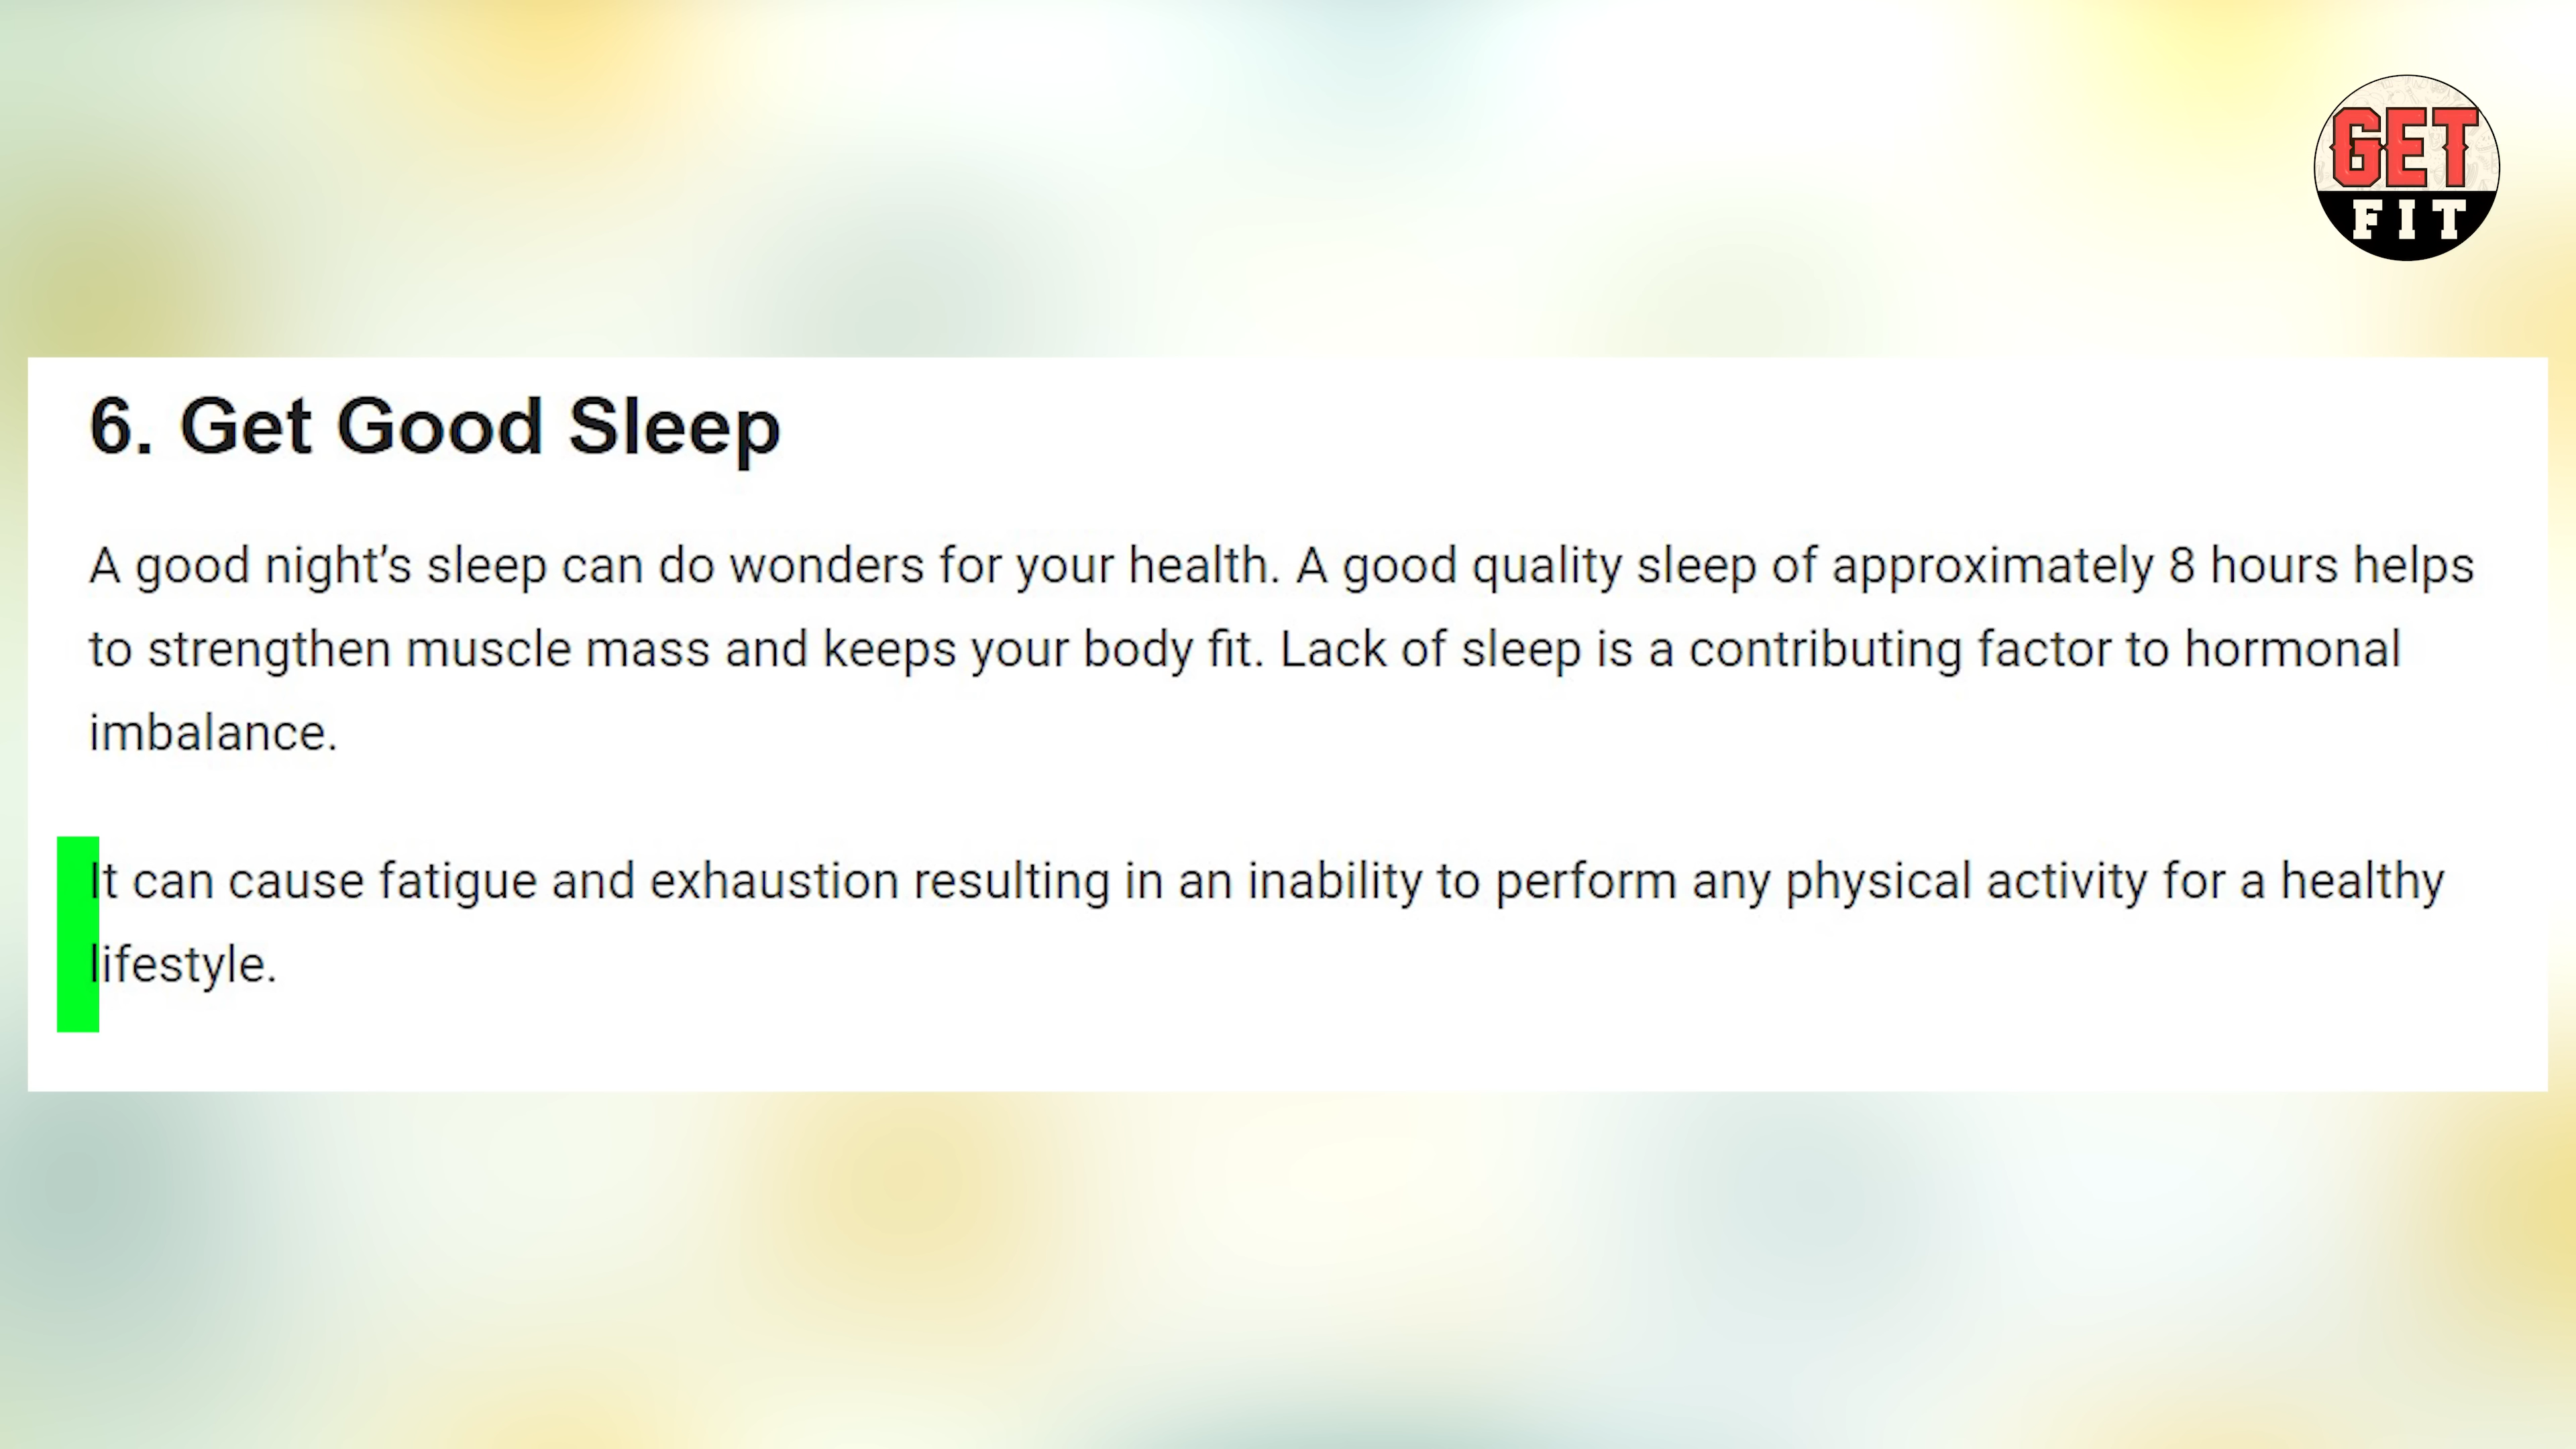 GET
FIT
6. Get Good Sleep
A good night’s sleep can do wonders for your health. A good quality sleep of approximately 8 hours helps
to strengthen muscle mass and keeps your body fit. Lack of sleep is a contributing factor to hormonal
imbalance.
It can cause fatigue and exhaustion resulting in an inability to perform any physical activity for a healthy
lifestyle.